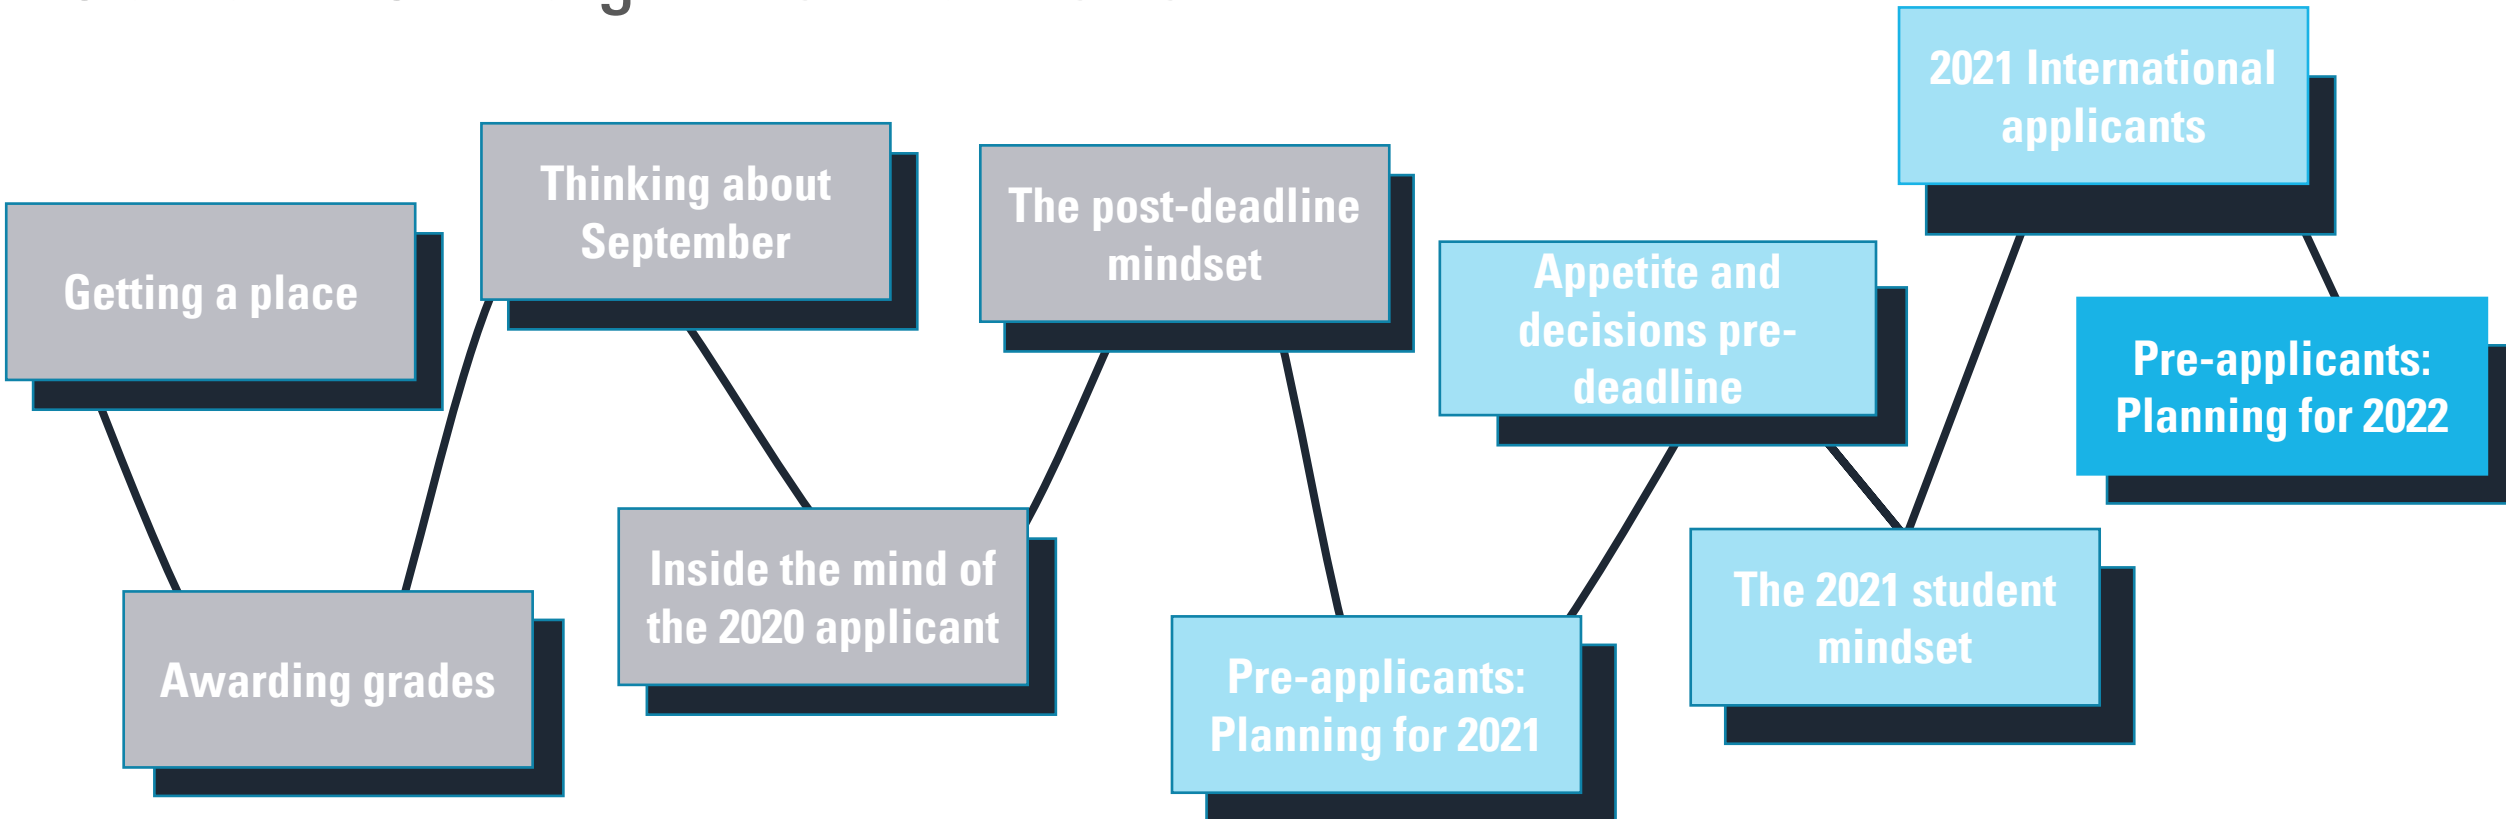 Getting a place
Awarding grades
Thinking about
September
Inside the mind of
the 2020 applicant
The post-deadline
mindset
Pre-applicants:
Planning for 2021
Appetite and
decisions pre-
deadline
The 2021 student
mindset
2021 International
applicants
Pre-applicants:
Planning for 2022